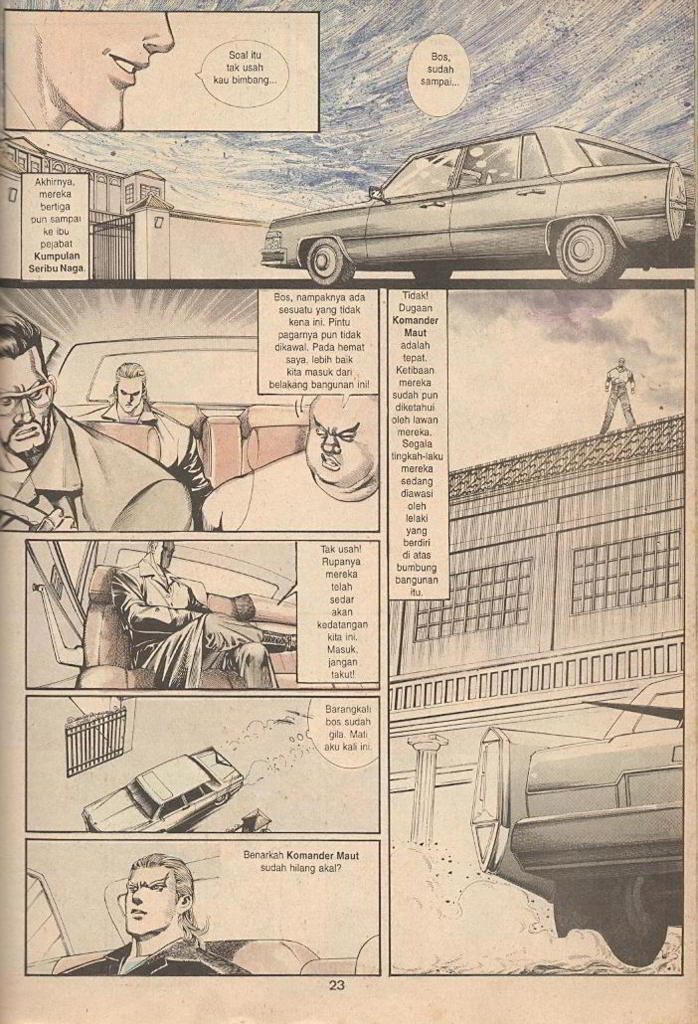 Soal itu
tak usah
kau bimbang...
Bos,
sudah
sampai...
Akhirnya,
mereka
bertiga
pun sampai
ke ibu
pejabat
Kumpulan
Seribu Naga.
Bos, nampaknya ada
sesuatu yang tidak
kena ini. Pintu
pagarnya pun tidak
dikawal. Pada hemat
saya, lebih baik
kita masuk dari
belakang bangunan ini!
Tak usah!
Rupanya
mereka
telah
sedar
akan
kedatangan
kita ini.
Masuk,
jangan
takut!
Barangkali
bos sudah
gila. Mati
aku kali ini.
Benarkah Komander Maut
sudah hilang akal?
Tidak!
Dugaan
Komander
Maut
adalah
tepat.
Ketibaan
mereka
sudah pun
diketahui
oleh lawan
mereka.
Segala
tingkah-laku
mereka
sedang
diawasi
oleh
lelaki
yang
berdiri
di atas
bumbung
bangunan
itu.
23